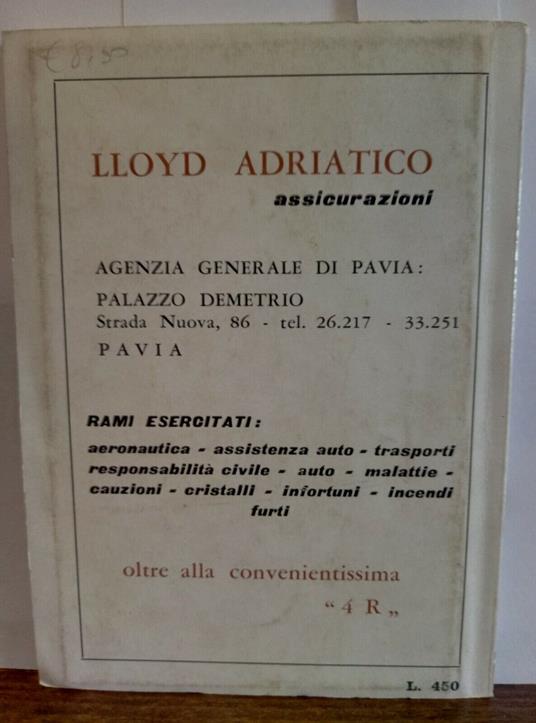 € 8,50
LLOYD ADRIATICO
assicurazioni
AGENZIA GENERALE DI PAVIA:
PALAZZO DEMETRIO
Strada Nuova, 86 - tel. 26.217 - 33.251
PAVIA
RAMI ESERCITATI:
aeronautica - assistenza auto - trasporti
responsabilità civile - auto - malattie -
cauzioni - cristalli - infortuni - incendi
furti
oltre alla convenientissima
“ 4 R „
L. 450